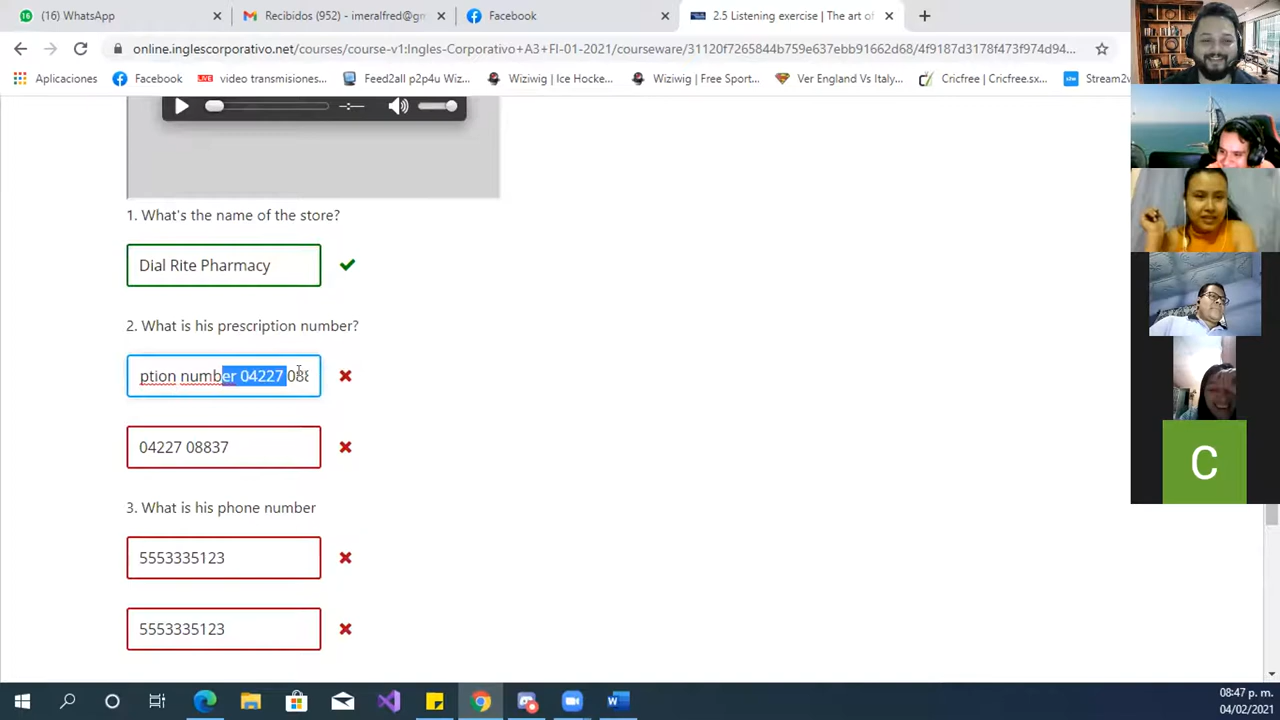 (16) WhatsApp
Recibidos (952) - imeralfred@gm
Facebook
2.5 Listening exercise | The art of
online.inglescorporativo.net/courses/course-v1:Ingles-Corporativo+A3+FI-01-2021/courseware/31120f7265844b759e637ebb91662d68/4f9187d3178f473f974d94...
Aplicaciones
Facebook
LIVE video transmisiones...
Feed2all p2p4u Wiz...
Wiziwig | Ice Hocke...
Wiziwig | Free Sport...
Ver England Vs Italy...
Cricfree | Cricfree.sx...
Stream2v
1. What's the name of the store?
Dial Rite Pharmacy
2. What is his prescription number?
ption number 04227 088
04227 08837
3. What is his phone number
5553335123
5553335123
C
08:47 p. m.
04/02/2021